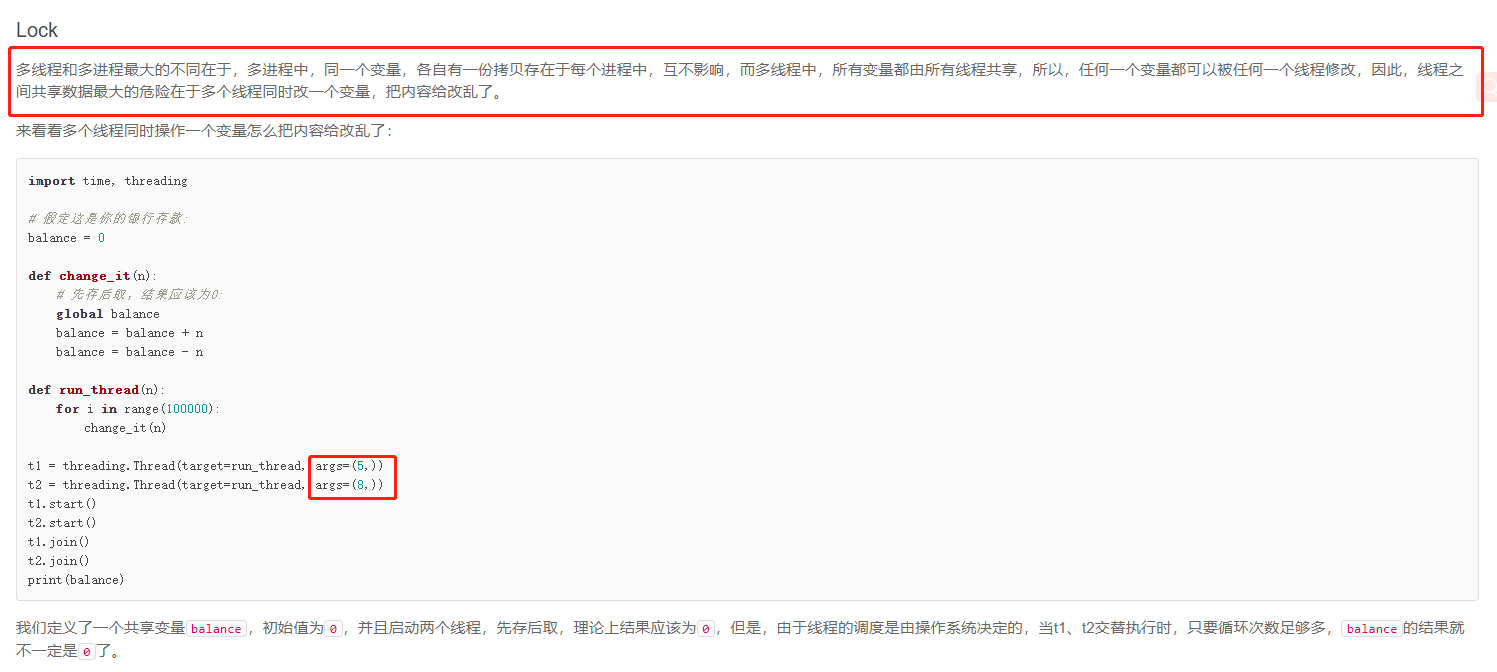 Lock
多线程和多进程最大的不同在于，多进程中，同一个变量，各自有一份拷贝存在于每个进程中，互不影响，而多线程中，所有变量都由所有线程共享，所以，任何一个变量都可以被任何一个线程修改，因此，线程之
间共享数据最大的危险在于多个线程同时改一个变量，把内容给改乱了。
来看看多个线程同时操作一个变量怎么把内容给改乱了：
import time, threading
# 假定这是你的银行存款:
balance = 0
def change_it(n):
    # 先存后取，结果应该为0:
    global balance
    balance = balance + n
    balance = balance - n
def run_thread(n):
    for i in range(100000):
        change_it(n)
t1 = threading.Thread(target=run_thread, args=(5,))
t2 = threading.Thread(target=run_thread, args=(8,))
t1.start()
t2.start()
t1.join()
t2.join()
print(balance)
我们定义了一个共享变量balance，初始值为0，并且启动两个线程，先存后取，理论上结果应该为0，但是，由于线程的调度是由操作系统决定的，当t1、t2交替执行时，只要循环次数足够多，balance的结果就
不一定是0了。